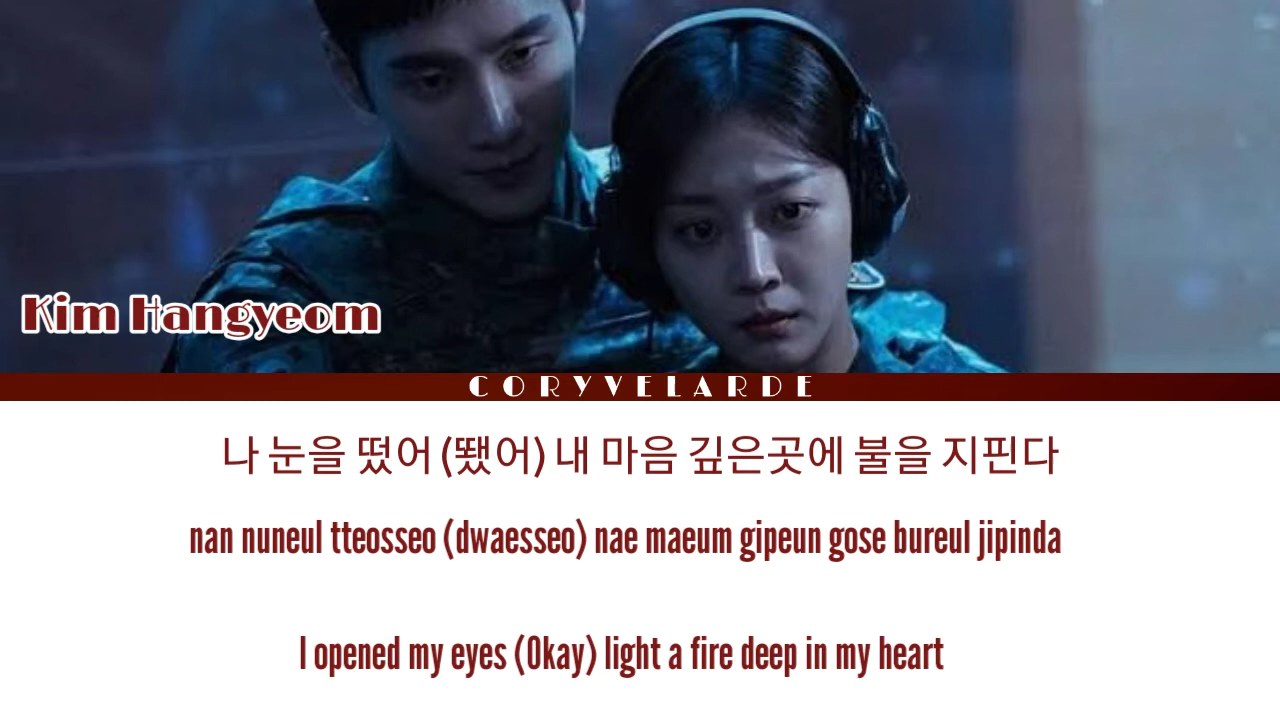 Kim Hangyeom
CORYVELARDE
나 눈을 떴어 (뙜어) 내 마음 깊은곳에 불을 지핀다
nan nuneul tteosseo (dwaesseo) nae maeum gipeun gose bureul jipinda
I opened my eyes (Okay) light a fire deep in my heart